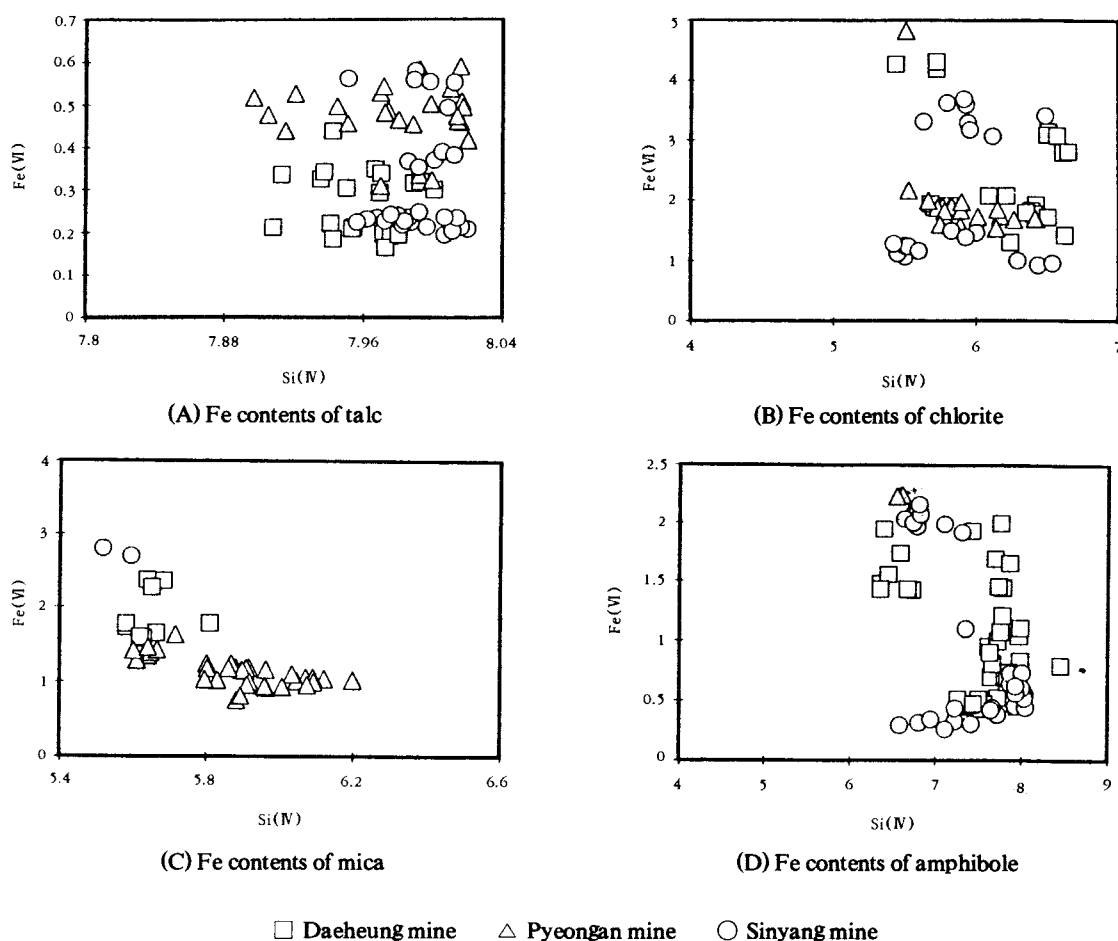 0.7
0.6
0.5
0.4
0.3
0.2
0.1
0
Fe(VI)
7.8 7.88 7.96 8.04
Si(IV)
(A) Fe contents of talc
5
4
3
2
1
0
Fe(VI)
4 5 6 7
Si(IV)
(B) Fe contents of chlorite
4
3
2
1
0
Fe(VI)
5.4 5.8 6.2 6.6
Si(IV)
(C) Fe contents of mica
2.5
2
1.5
1
0.5
0
Fe(VI)
4 5 6 7 8 9
Si(IV)
(D) Fe contents of amphibole
Daeheung mine Pyeongan mine Sinyang mine